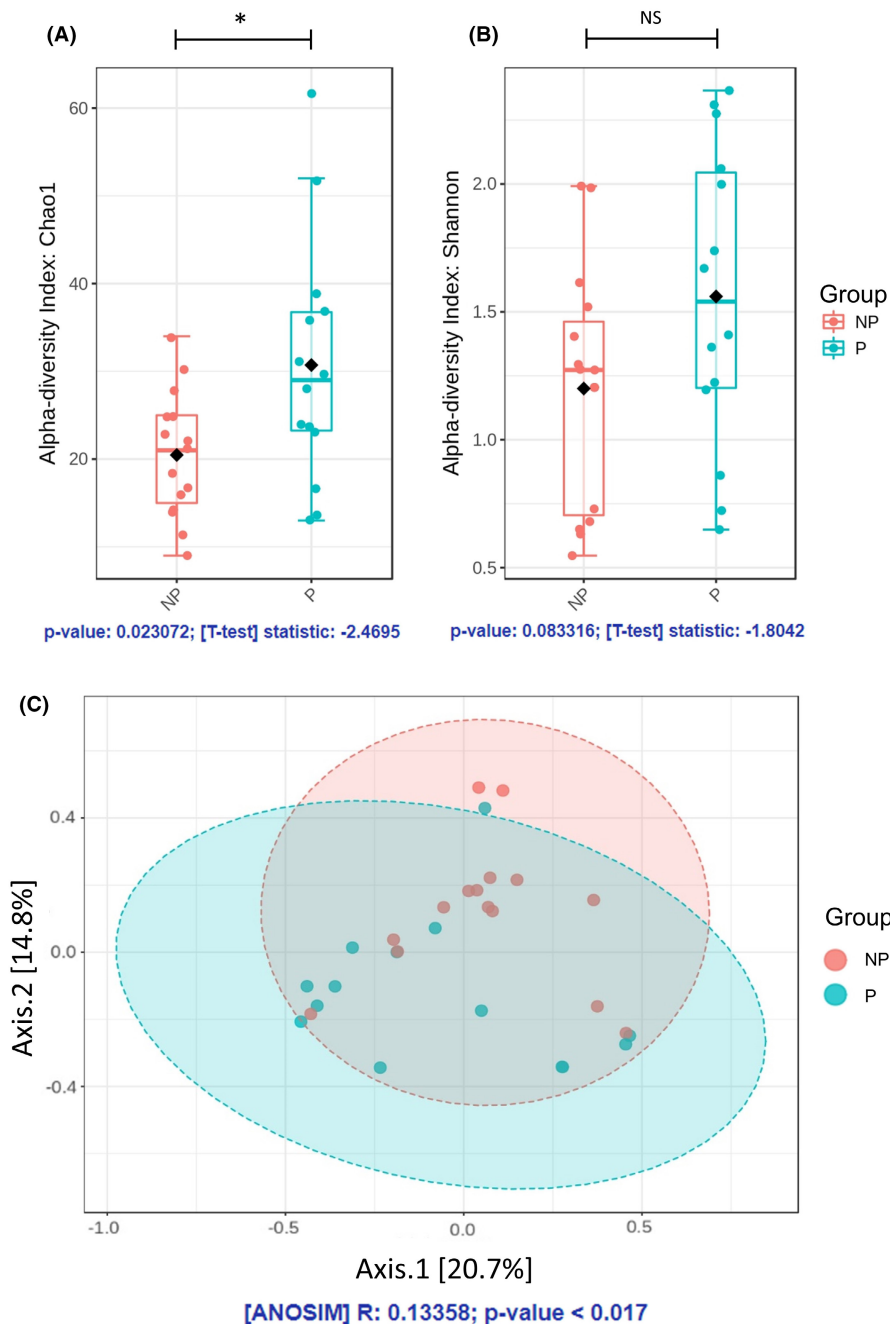 (A)
*
Alpha-diversity Index: Chao1
60
40
20
NP
P
p-value: 0.023072; [T-test] statistic: -2.4695
(B)
NS
Alpha-diversity Index: Shannon
2.0
1.5
1.0
0.5
NP
P
p-value: 0.083316; [T-test] statistic: -1.8042
Group
NP
P
(C)
Axis.2 [14.8%]
0.4
0.0
-0.4
-1.0
-0.5
0.0
0.5
Axis.1 [20.7%]
[ANOSIM] R: 0.13358; p-value < 0.017
Group
NP
P